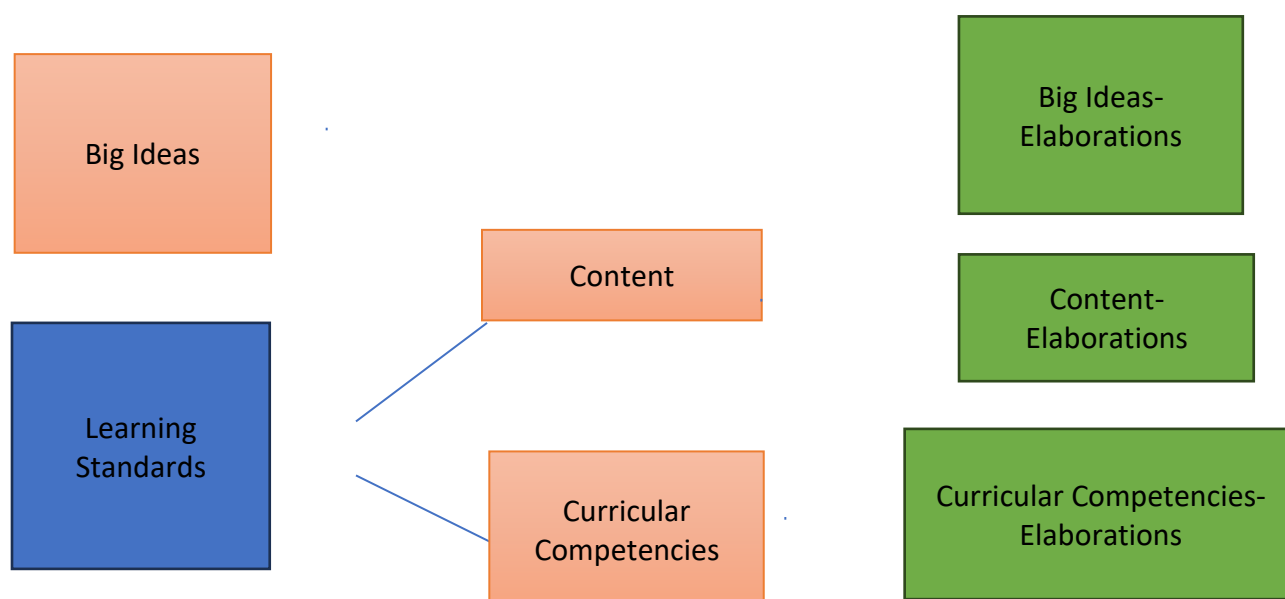 Big Ideas
Learning
Standards
Content
Curricular
Competencies
Big Ideas-
Elaborations
Content-
Elaborations
Curricular Competencies-
Elaborations